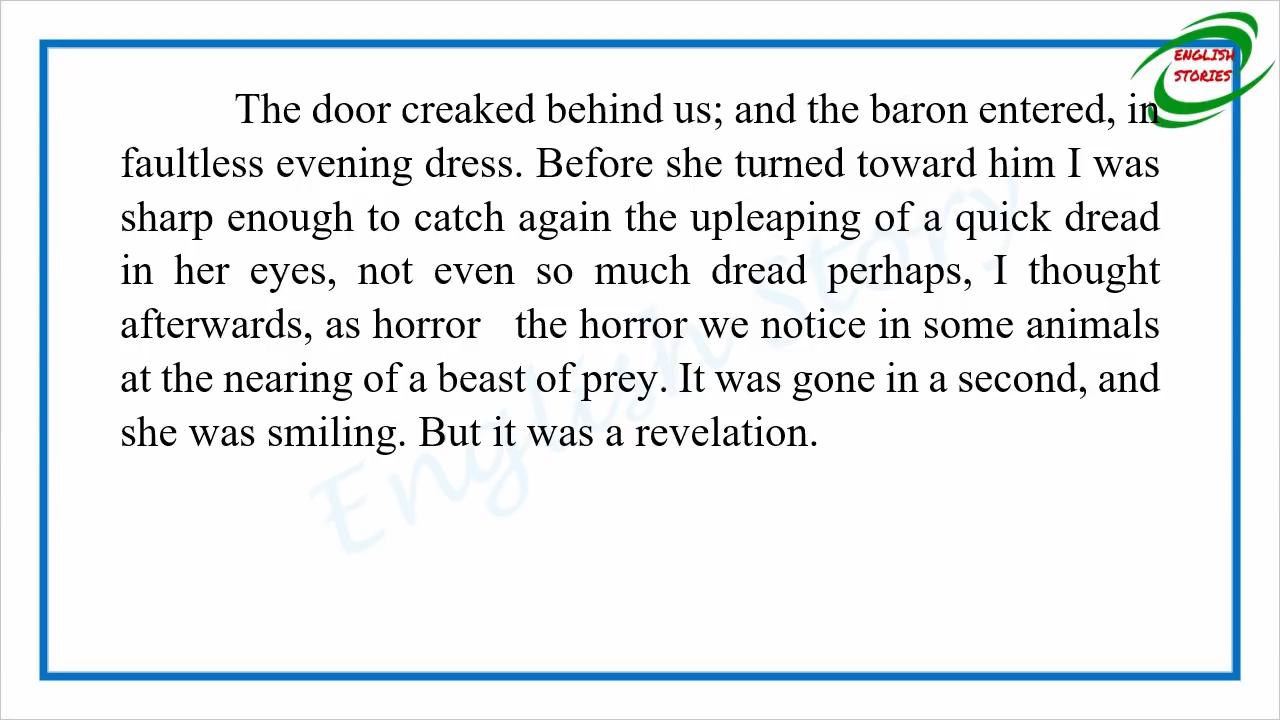 ENGLISH
STORIES
The door creaked behind us; and the baron entered, in
faultless evening dress. Before she turned toward him I was
sharp enough to catch again the upleaping of a quick dread
in her eyes, not even so much dread perhaps, I thought
afterwards, as horror   the horror we notice in some animals
at the nearing of a beast of prey. It was gone in a second, and
she was smiling. But it was a revelation.
English Story